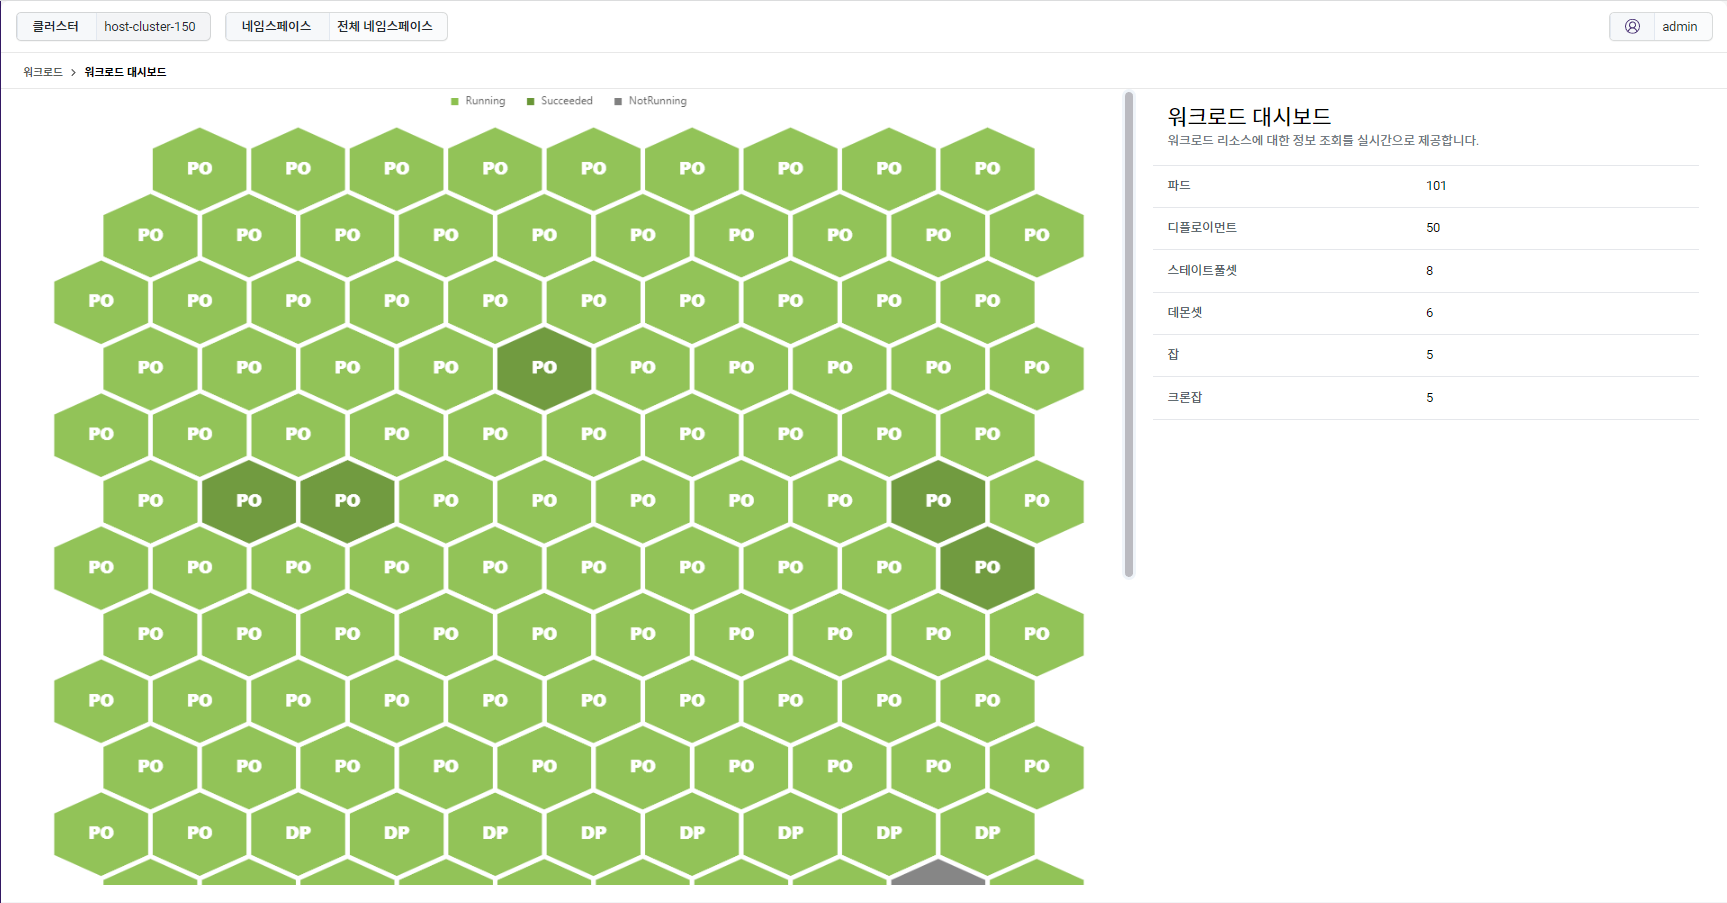 클러스터 host-cluster-150 네임스페이스 전체 네임스페이스 admin
워크로드 > 워크로드 대시보드
Running Succeeded NotRunning
PO PO PO PO PO PO PO PO PO
PO PO PO PO PO PO PO PO PO PO
PO PO PO PO PO PO PO PO PO PO
PO PO PO PO PO PO PO PO PO PO
PO PO PO PO PO PO PO PO PO PO
PO PO PO PO PO PO PO PO PO PO
PO PO PO PO PO PO PO PO PO PO
PO PO PO PO PO PO PO PO PO PO
PO PO PO PO PO PO PO PO PO PO
PO PO PO PO PO PO PO PO PO PO
PO PO DP DP DP DP DP DP DP DP
워크로드 대시보드
워크로드 리소스에 대한 정보 조회를 실시간으로 제공합니다.
파드 101
디플로이먼트 50
스테이트풀셋 8
데몬셋 6
잡 5
크론잡 5